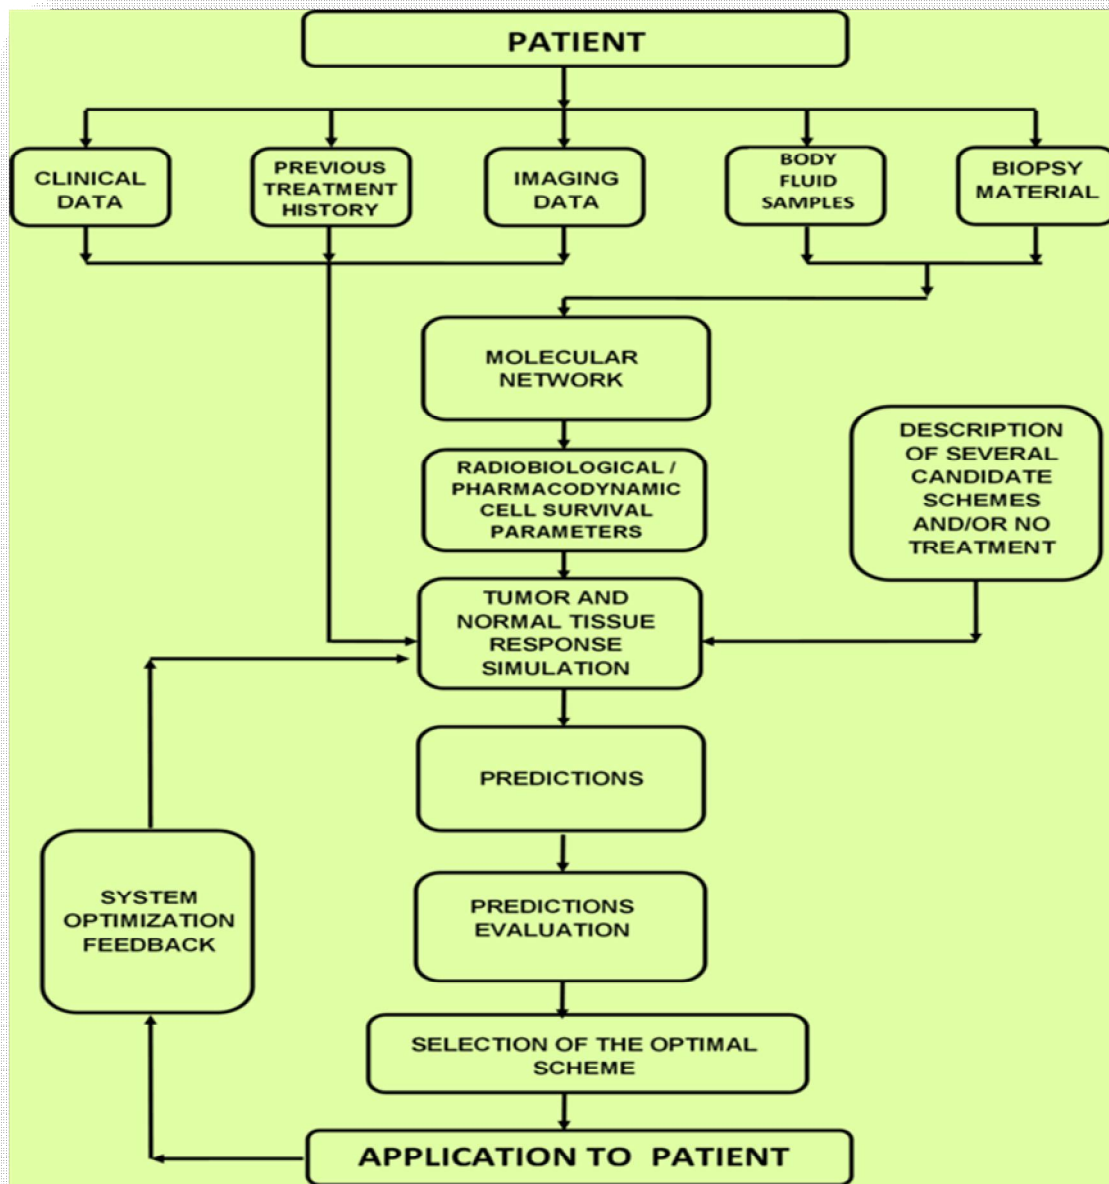 PATIENT
CLINICAL
DATA
PREVIOUS
TREATMENT
HISTORY
IMAGING
DATA
BODY
FLUID
SAMPLES
BIOPSY
MATERIAL
MOLECULAR
NETWORK
RADIOBIOLOGICAL /
PHARMACODYNAMIC
CELL SURVIVAL
PARAMETERS
DESCRIPTION
OF SEVERAL
CANDIDATE
SCHEMES
AND/OR NO
TREATMENT
TUMOR AND
NORMAL TISSUE
RESPONSE
SIMULATION
PREDICTIONS
SYSTEM
OPTIMIZATION
FEEDBACK
PREDICTIONS
EVALUATION
SELECTION OF THE OPTIMAL
SCHEME
APPLICATION TO PATIENT